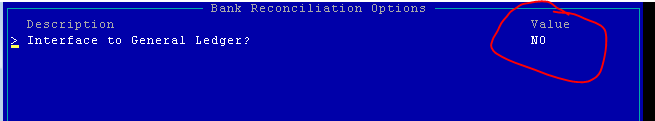 Bank Reconciliation Options
Description Value
> Interface to General Ledger? NO